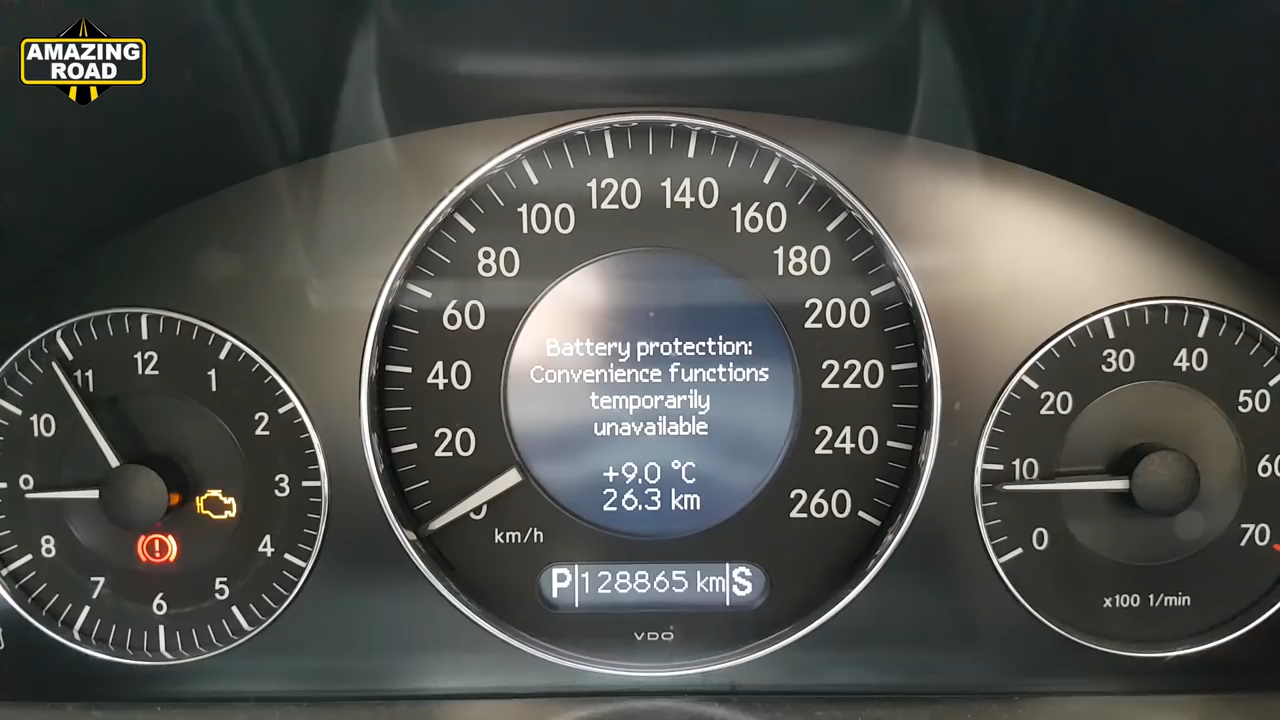 AMAZING
ROAD
12
1
2
3
4
5
6
7
8
9
10
11
0
20
40
60
80
100
120
140
160
180
200
220
240
260
km/h
Battery protection:
Convenience functions
temporarily
unavailable
+9.0 °C
26.3 km
P 128865 km S
VDO
0
10
20
30
40
50
60
70
x100 1/min